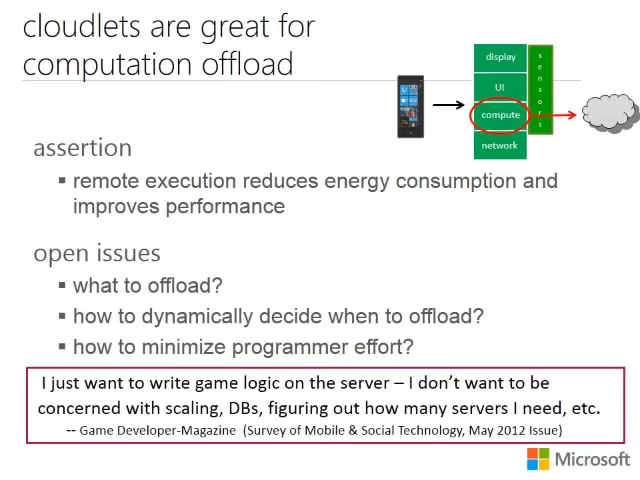 cloudlets are great for
computation offload
display
UI
compute
network
sensors
assertion
▪ remote execution reduces energy consumption and
improves performance
open issues
▪ what to offload?
▪ how to dynamically decide when to offload?
▪ how to minimize programmer effort?
I just want to write game logic on the server – I don't want to be
concerned with scaling, DBs, figuring out how many servers I need, etc.
-- Game Developer-Magazine (Survey of Mobile & Social Technology, May 2012 Issue)
Microsoft